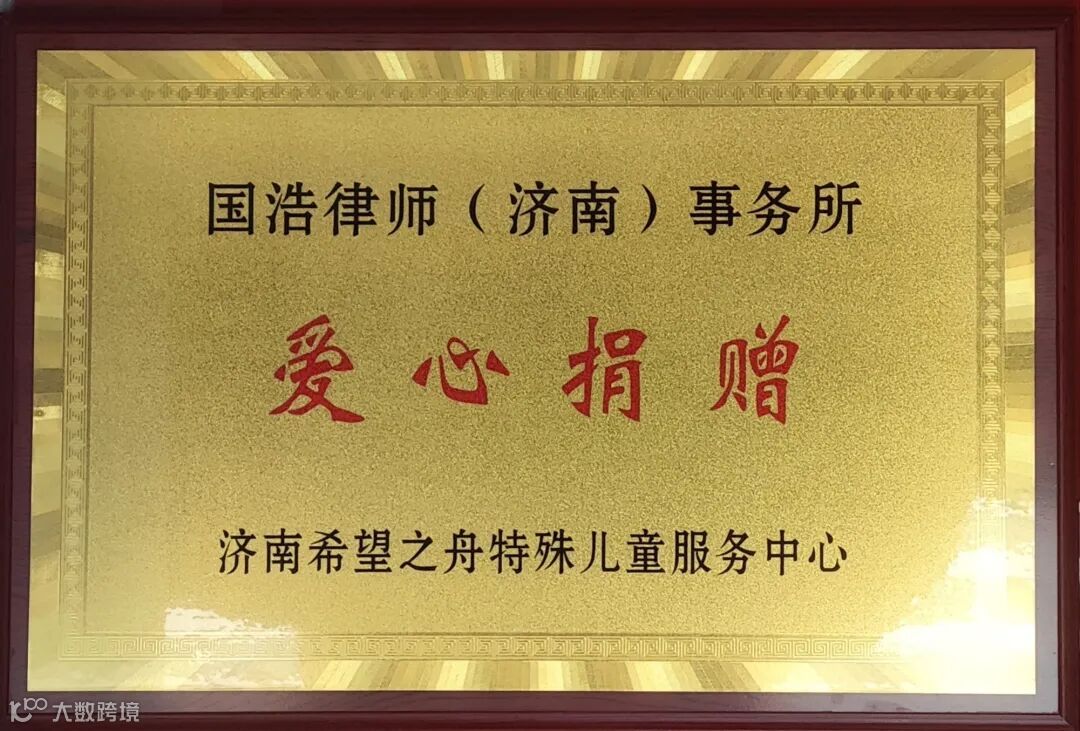 国浩律师（济南）事务所
爱心捐赠
济南希望之舟特殊儿童服务中心
大数跨境